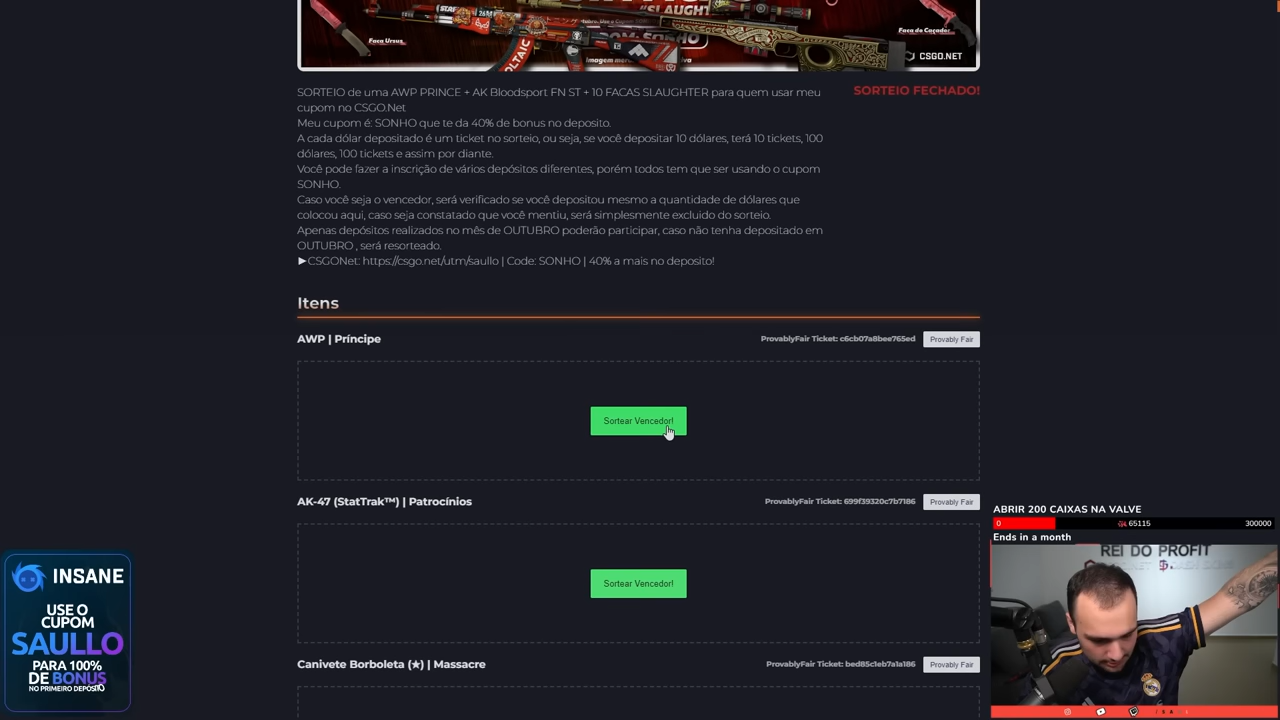 STAF
SLAUGHT
OM: SONHO
VOLTAIC
Faca Ursus
Faca do Caçador
Imagem
CSGO.NET
SORTEIO de uma AWP PRINCE + AK Bloodsport FN ST + 10 FACAS SLAUGHTER para quem usar meu
cupom no CSGO.Net
Meu cupom é: SONHO que te da 40% de bonus no deposito.
A cada dólar depositado é um ticket no sorteio, ou seja, se você depositar 10 dólares, terá 10 tickets, 100
dólares, 100 tickets e assim por diante.
Você pode fazer a inscrição de vários depósitos diferentes, porém todos tem que ser usando o cupom
SONHO.
Caso você seja o vencedor, será verificado se você depositou mesmo a quantidade de dólares que
colocou aqui, caso seja constatado que você mentiu, será simplesmente excluido do sorteio.
Apenas depósitos realizados no mês de OUTUBRO poderão participar, caso não tenha depositado em
OUTUBRO , será resorteado.
►CSGONet: https://csgo.net/utm/saullo | Code: SONHO | 40% a mais no deposito!
SORTEIO FECHADO!
Itens
AWP | Príncipe
ProvablyFair Ticket: c6cb07a8bee765ed
Provably Fair
Sortear Vencedor!
AK-47 (StatTrak™) | Patrocínios
ProvablyFair Ticket: 699f39320c7b7186
Provably Fair
Sortear Vencedor!
Canivete Borboleta (★) | Massacre
ProvablyFair Ticket: bed85c1eb7a1a186
Provably Fair
INSANE
USE O
CUPOM
SAULLO
PARA 100%
DE BONUS
NO PRIMEIRO DEPOSITO
ABRIR 200 CAIXAS NA VALVE
0
65115
300000
Ends in a month
REI DO PROFIT